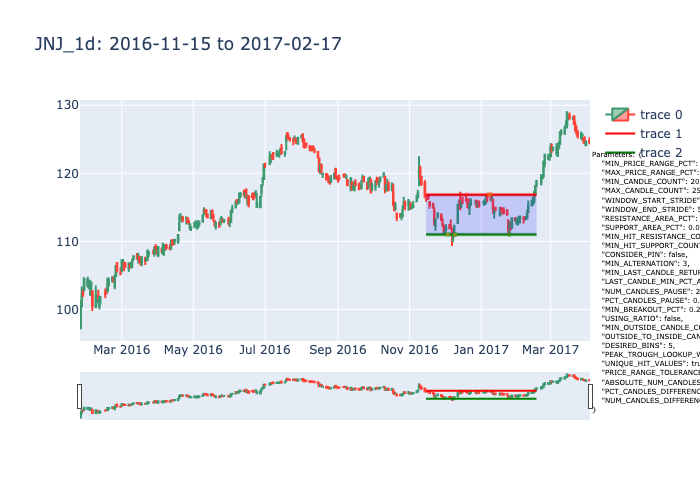 JNJ_1d: 2016-11-15 to 2017-02-17
130
120
110
100
Mar 2016
May 2016
Jul 2016
Sep 2016
Nov 2016
Jan 2017
Mar 2017
trace 0
trace 1
trace 2
Parameters: {
"MIN_PRICE_RANGE_PCT":
"MAX_PRICE_RANGE_PCT":
"MIN_CANDLE_COUNT": 20
"MAX_CANDLE_COUNT": 25
"WINDOW_START_STRIDE"
"WINDOW_END_STRIDE": 5
"RESISTANCE_AREA_PCT":
"SUPPORT_AREA_PCT": 0.0
"MIN_HIT_RESISTANCE_CO
"MIN_HIT_SUPPORT_COUNT
"CONSIDER_PIN": false,
"MIN_ALTERNATION": 3,
"MIN_LAST_CANDLE_RETUR
"LAST_CANDLE_MIN_PCT_A
"NUM_CANDLES_PAUSE": 2
"PCT_CANDLES_PAUSE": 0.
"MIN_BREAKOUT_PCT": 0.2
"USING_RATIO": false,
"MIN_OUTSIDE_CANDLE_CO
"OUTSIDE_TO_INSIDE_CAN
"DESIRED_BINS": 5,
"PEAK_TROUGH_LOOKUP_W
"UNIQUE_HIT_VALUES": tru
"PRICE_RANGE_TOLERANC
"ABSOLUTE_NUM_CANDLES
"PCT_CANDLES_DIFFERENC
"NUM_CANDLES_DIFFERENC
}